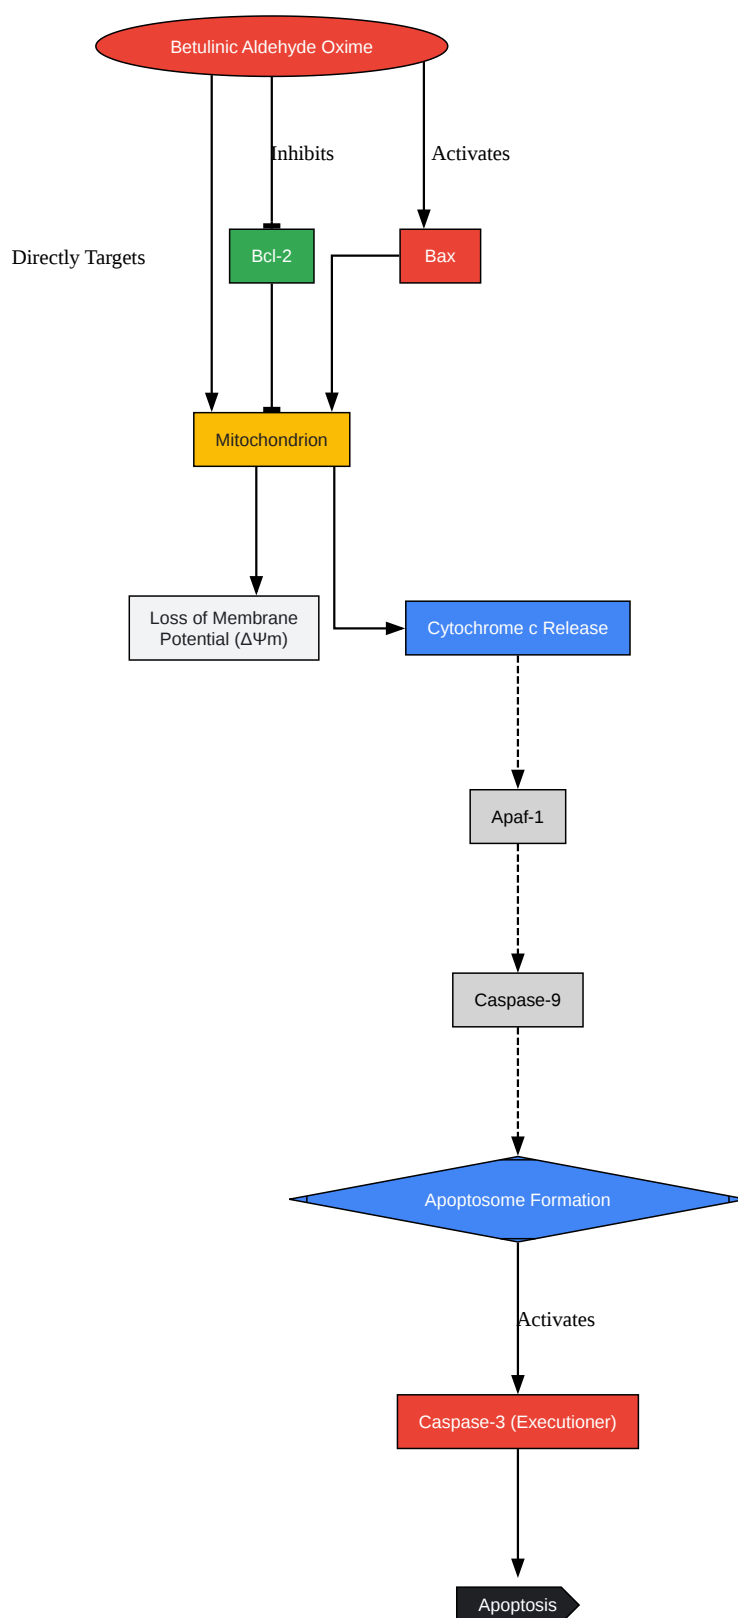 Betulinic Aldehyde Oxime
Inhibits
Activates
Directly Targets
Bcl-2
Bax
Mitochondrion
Loss of Membrane
Potential (ΔΨm)
Cytochrome c Release
Apaf-1
Caspase-9
Apoptosome Formation
Activates
Caspase-3 (Executioner)
Apoptosis